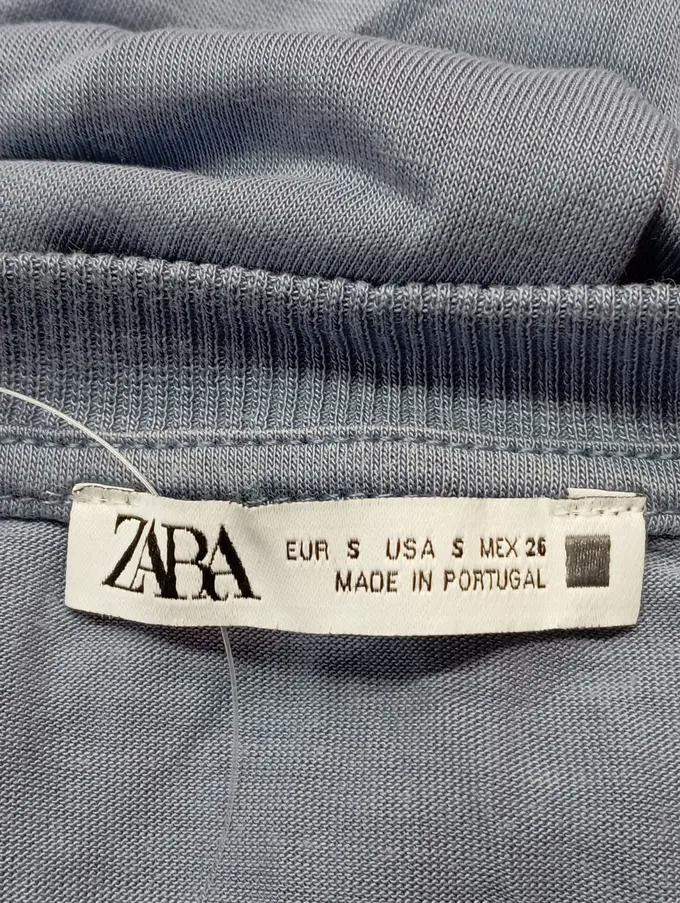 ZARA
EUR S USA S MEX 26
MADE IN PORTUGAL